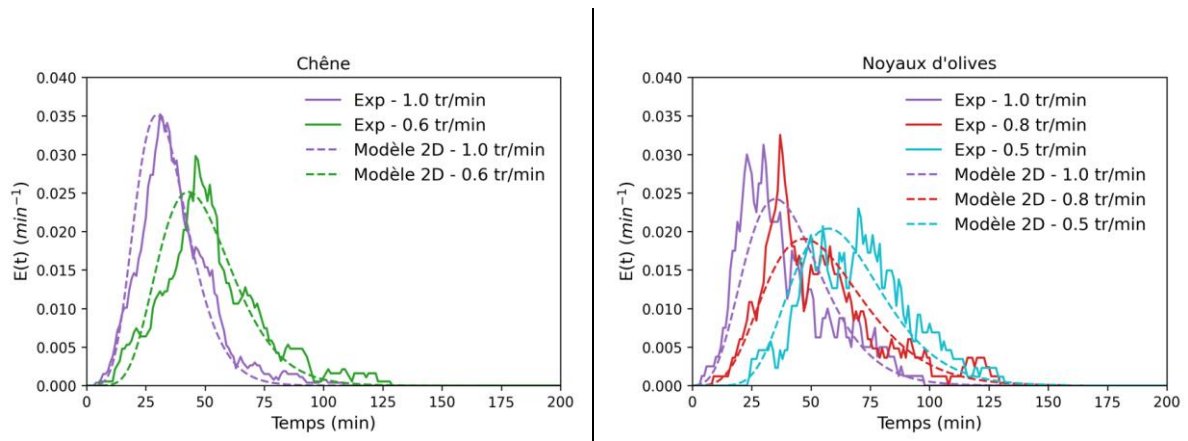 Chêne
E(t) (min⁻¹)
0.040
0.035
0.030
0.025
0.020
0.015
0.010
0.005
0.000
Exp - 1.0 tr/min
Exp - 0.6 tr/min
Modèle 2D - 1.0 tr/min
Modèle 2D - 0.6 tr/min
0 25 50 75 100 125 150 175 200
Temps (min)
Noyaux d'olives
E(t) (min⁻¹)
0.040
0.035
0.030
0.025
0.020
0.015
0.010
0.005
0.000
Exp - 1.0 tr/min
Exp - 0.8 tr/min
Exp - 0.5 tr/min
Modèle 2D - 1.0 tr/min
Modèle 2D - 0.8 tr/min
Modèle 2D - 0.5 tr/min
0 25 50 75 100 125 150 175 200
Temps (min)